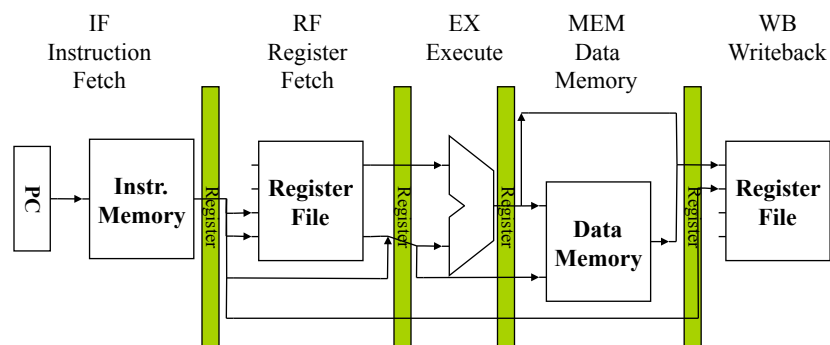 IF
Instruction
Fetch
RF
Register
Fetch
EX
Execute
MEM
Data
Memory
WB
Writeback
PC
Instr.
Memory
Register
Register
File
Register
Register
Data
Memory
Register
Register
File